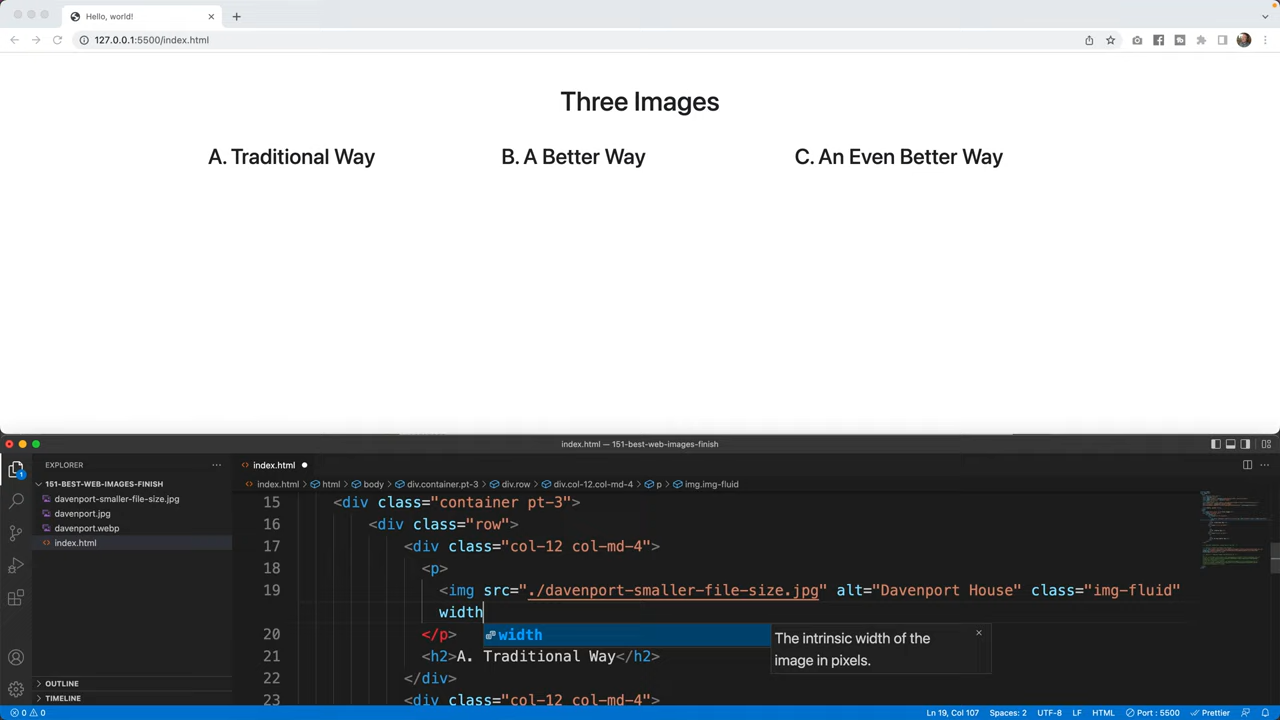 Hello, world!
127.0.0.1:5500/index.html
Three Images
A. Traditional Way
B. A Better Way
C. An Even Better Way
index.html — 151-best-web-images-finish
EXPLORER
151-BEST-WEB-IMAGES-FINISH
davenport-smaller-file-size.jpg
davenport.jpg
davenport.webp
index.html
OUTLINE
TIMELINE
index.html
index.html > html > body > div.container.pt-3 > div.row > div.col-12.col-md-4 > p > img.img-fluid
15 <div class="container pt-3">
16 <div class="row">
17 <div class="col-12 col-md-4">
18 <p>
19 <img src="./davenport-smaller-file-size.jpg" alt="Davenport House" class="img-fluid"
width
20 </p>
width
The intrinsic width of the
image in pixels.
21 <h2>A. Traditional Way</h2>
22 </div>
23 <div class="col-12 col-md-4">
1
0 0
Ln 19, Col 107
Spaces: 2
UTF-8
LF
HTML
Port : 5500
Prettier